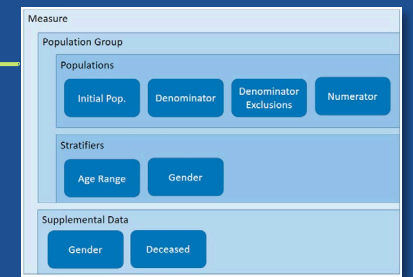 Measure
Population Group
Populations
Initial Pop.
Denominator
Denominator
Exclusions
Numerator
Stratifiers
Age Range
Gender
Supplemental Data
Gender
Deceased